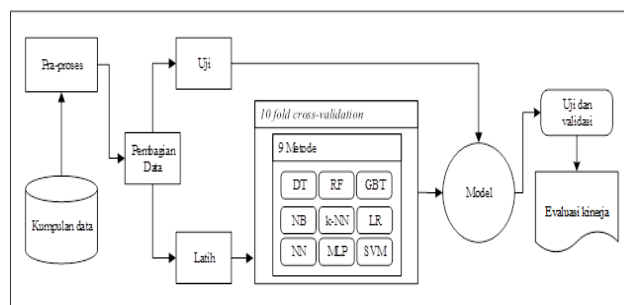 Pra-proses
Uji
Kumpulan data
Pembagian
Data
Latih
10 fold cross-validation
9 Metode
DT
RF
GBT
NB
k-NN
LR
NN
MLP
SVM
Model
Uji dan
validasi
Evaluasi kinerja